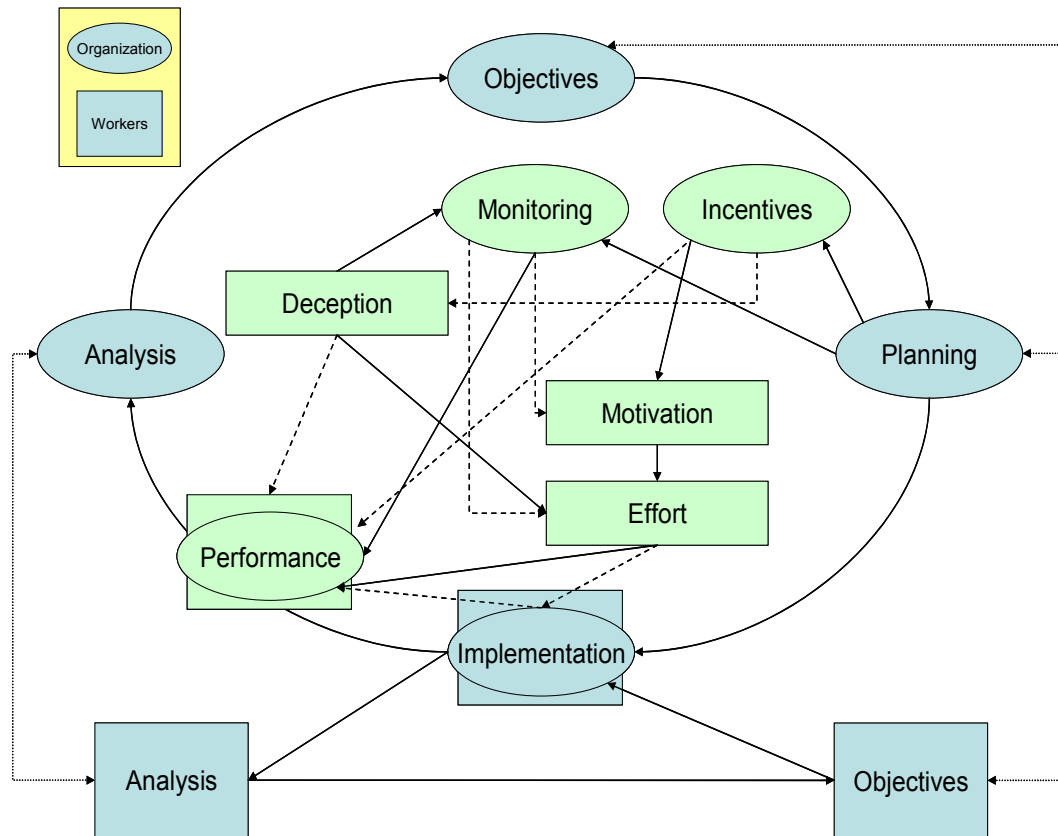 Organization
Workers
Objectives
Monitoring
Incentives
Deception
Analysis
Planning
Motivation
Effort
Performance
Implementation
Analysis
Objectives